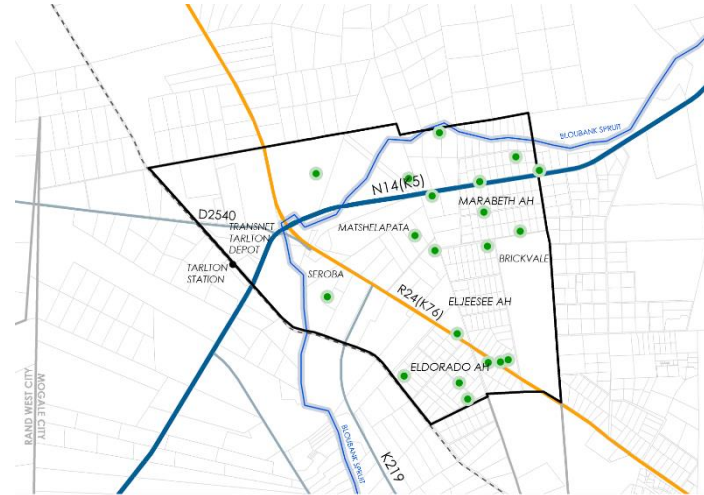 BLOUBANK SPRUIT
N14(K5)
MARABETH AH
D2540
TRANSNET
TARLTON
DEPOT
MATSHELAPATA
BRICKVALE
TARLTON
STATION
SEROBA
R24(K76)
ELJEESEE AH
ELDORADO AH
RAND WEST CITY
MOGALE CITY
BLOUBANK SPRUIT
K219